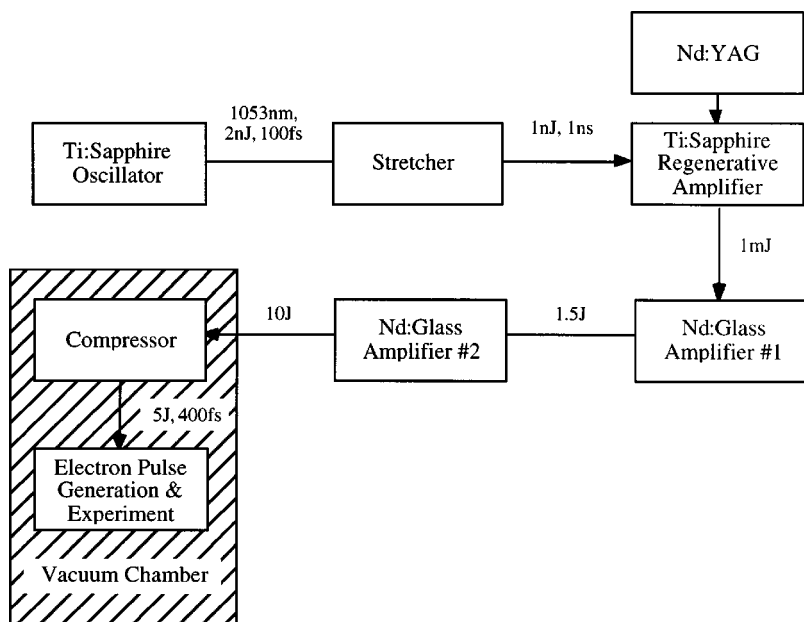 Nd:YAG
1053nm,
2nJ, 100fs
1nJ, 1ns
Ti:Sapphire
Oscillator
Stretcher
Ti:Sapphire
Regenerative
Amplifier
1mJ
Compressor
10J
Nd:Glass
Amplifier #2
1.5J
Nd:Glass
Amplifier #1
5J, 400fs
Electron Pulse
Generation &
Experiment
Vacuum Chamber